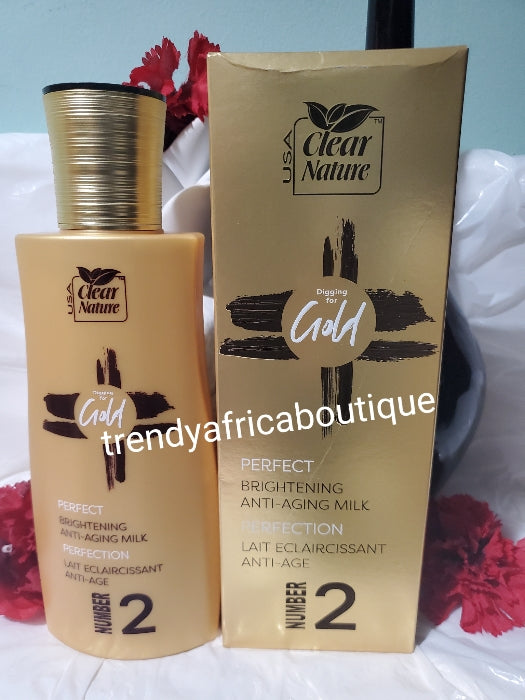 USA
Clear
Nature
Digging
for
Gold
PERFECT
BRIGHTENING
ANTI-AGING MILK
PERFECTION
LAIT ECLAIRCISSANT
ANTI-AGE
NUMBER 2
USA
Clear
Nature
TM
Digging
for
Gold
PERFECT
BRIGHTENING
ANTI-AGING MILK
PERFECTION
LAIT ECLAIRCISSANT
ANTI-AGE
NUMBER 2
trendyafricaboutique